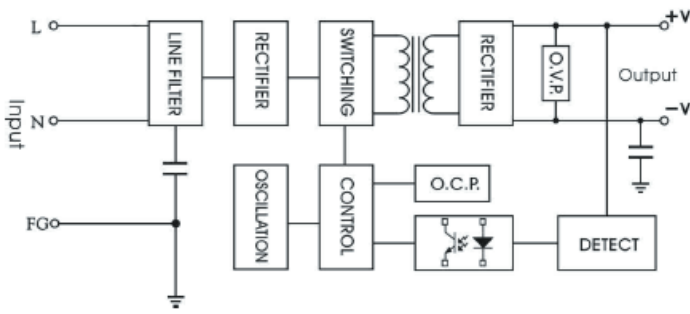 L
N
FG
Input
LINE FILTER
RECTIFIER
SWITCHING
RECTIFIER
O.V.P.
+V
Output
-V
OSCILLATION
CONTROL
O.C.P.
DETECT